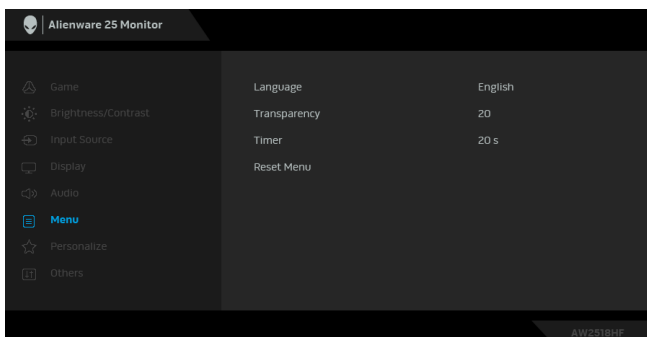 Alienware 25 Monitor
Game
Brightness/Contrast
Input Source
Display
Audio
Menu
Personalize
Others
Language English
Transparency 20
Timer 20 s
Reset Menu
AW2518HF